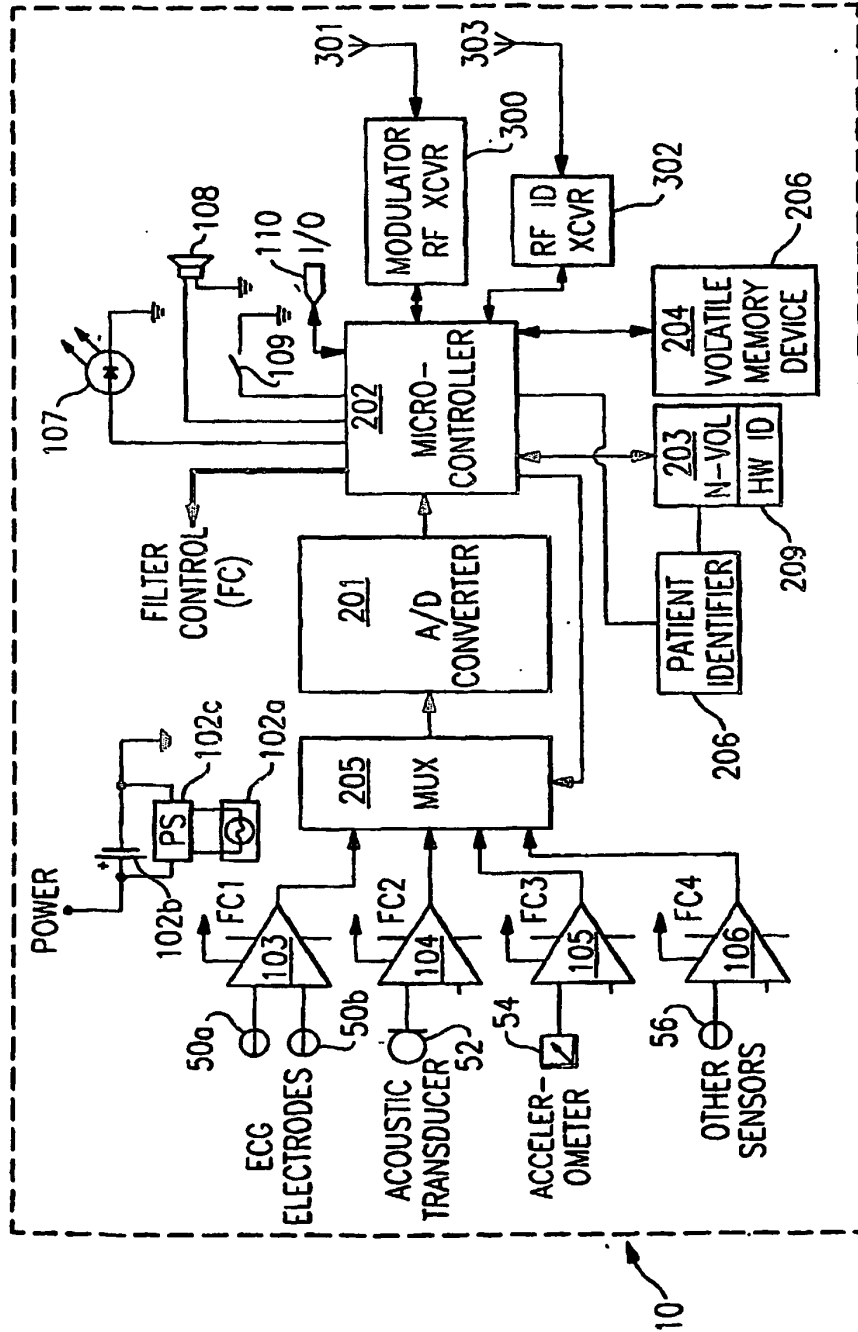 POWER
102b
PS
102c
102a
FILTER
CONTROL
(FC)
107
108
109
110
I/O
50a
50b
ECG
ELECTRODES
103
FC1
ACOUSTIC
TRANSDUCER
52
104
FC2
ACCELER-
OMETER
54
105
FC3
OTHER
SENSORS
56
106
FC4
205
MUX
201
A/D
CONVERTER
202
MICRO-
CONTROLLER
MODULATOR
RF XCVR
300
301
RF ID
XCVR
302
303
PATIENT
IDENTIFIER
206
203
N-VOL
HW ID
209
204
VOLATILE
MEMORY
DEVICE
206
10